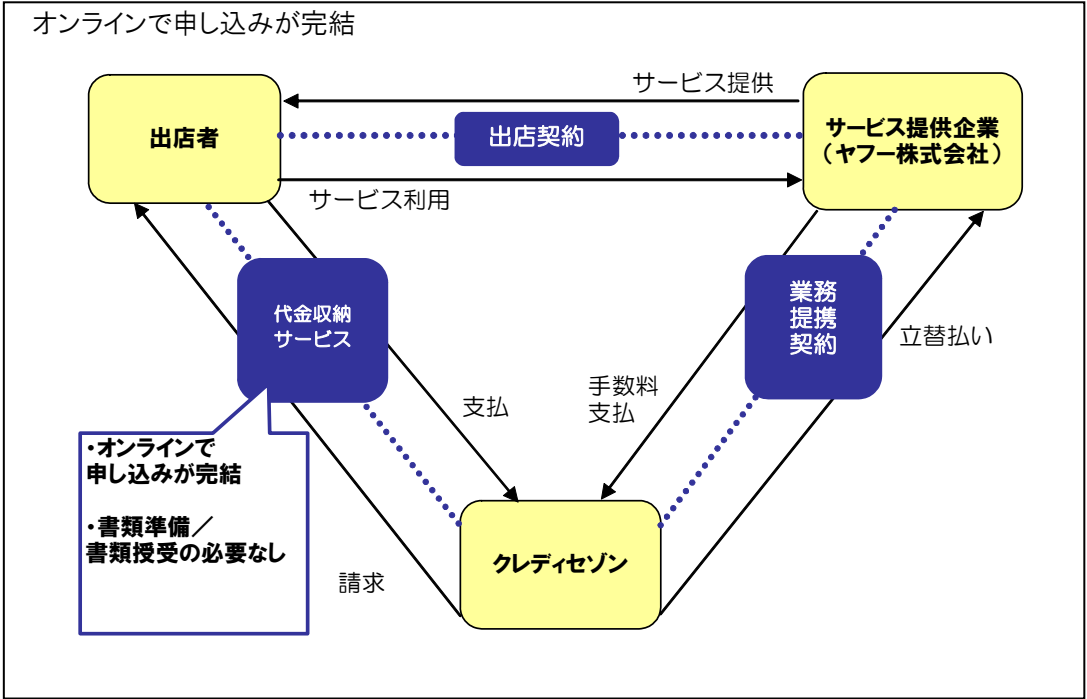 オンラインで申し込みが完結
サービス提供
出店者
出店契約
サービス提供企業
（ヤフー株式会社）
サービス利用
代金収納
サービス
業務
提携
契約
立替払い
支払
手数料
支払
・オンラインで
申し込みが完結
・書類準備／
書類授受の必要なし
クレディセゾン
請求